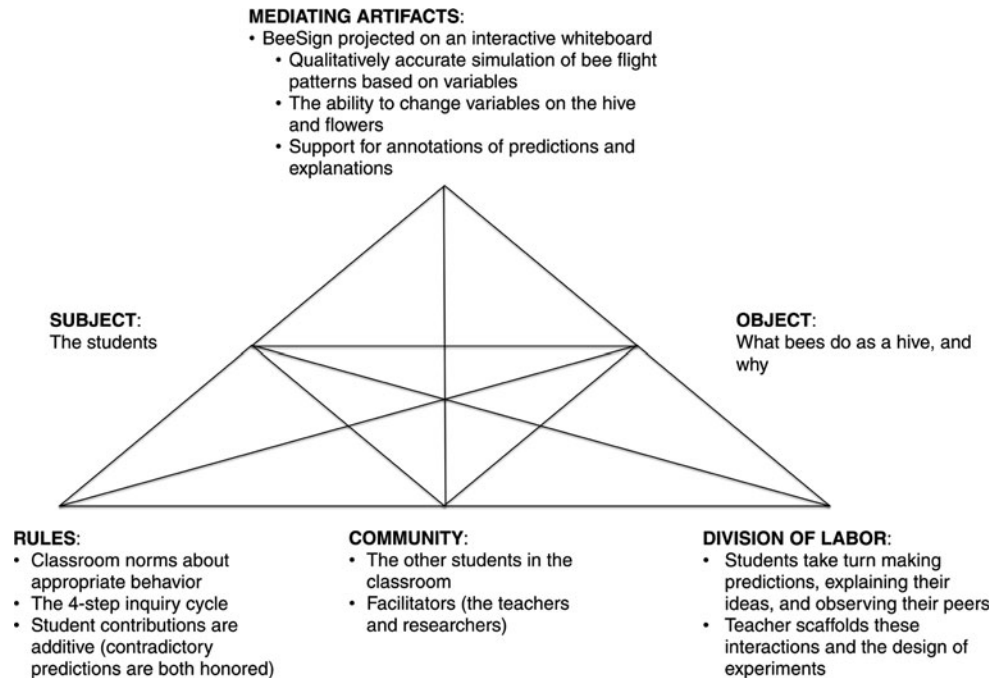 MEDIATING ARTIFACTS:
• BeeSign projected on an interactive whiteboard
• Qualitatively accurate simulation of bee flight
patterns based on variables
• The ability to change variables on the hive
and flowers
• Support for annotations of predictions and
explanations
SUBJECT:
The students
OBJECT:
What bees do as a hive, and
why
RULES:
• Classroom norms about
appropriate behavior
• The 4-step inquiry cycle
• Student contributions are
additive (contradictory
predictions are both honored)
COMMUNITY:
• The other students in the
classroom
• Facilitators (the teachers
and researchers)
DIVISION OF LABOR:
• Students take turn making
predictions, explaining their
ideas, and observing their peers
• Teacher scaffolds these
interactions and the design of
experiments